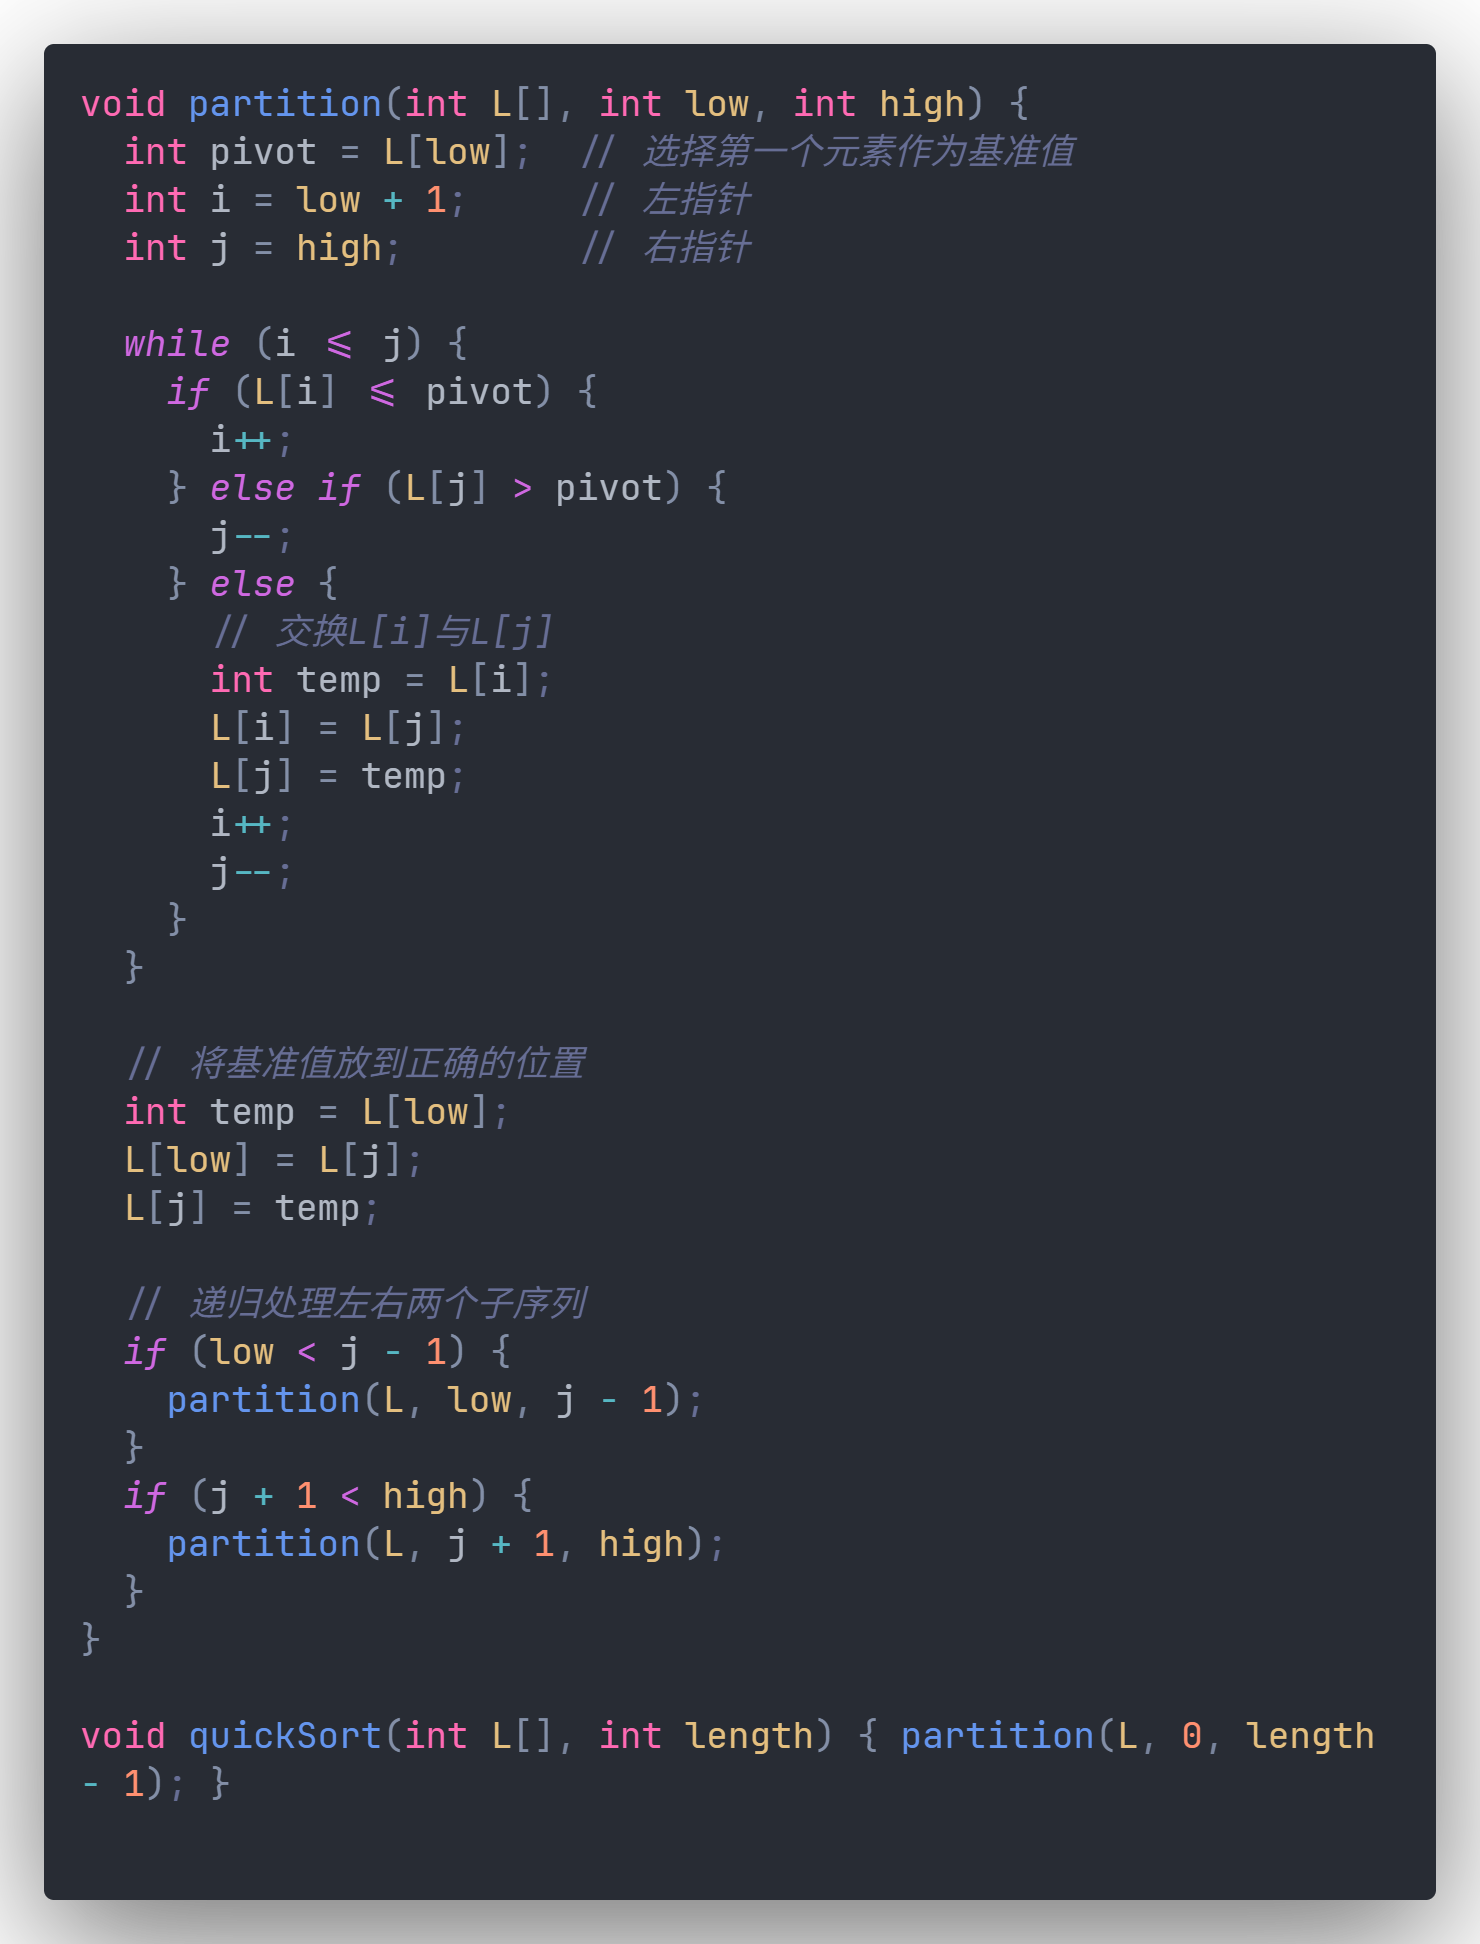 void partition(int L[], int low, int high) {
  int pivot = L[low];  // 选择第一个元素作为基准值
  int i = low + 1;     // 左指针
  int j = high;        // 右指针

  while (i <= j) {
    if (L[i] <= pivot) {
      i++;
    } else if (L[j] > pivot) {
      j--;
    } else {
      // 交换L[i]与L[j]
      int temp = L[i];
      L[i] = L[j];
      L[j] = temp;
      i++;
      j--;
    }
  }

  // 将基准值放到正确的位置
  int temp = L[low];
  L[low] = L[j];
  L[j] = temp;

  // 递归处理左右两个子序列
  if (low < j - 1) {
    partition(L, low, j - 1);
  }
  if (j + 1 < high) {
    partition(L, j + 1, high);
  }
}

void quickSort(int L[], int length) { partition(L, 0, length
- 1); }